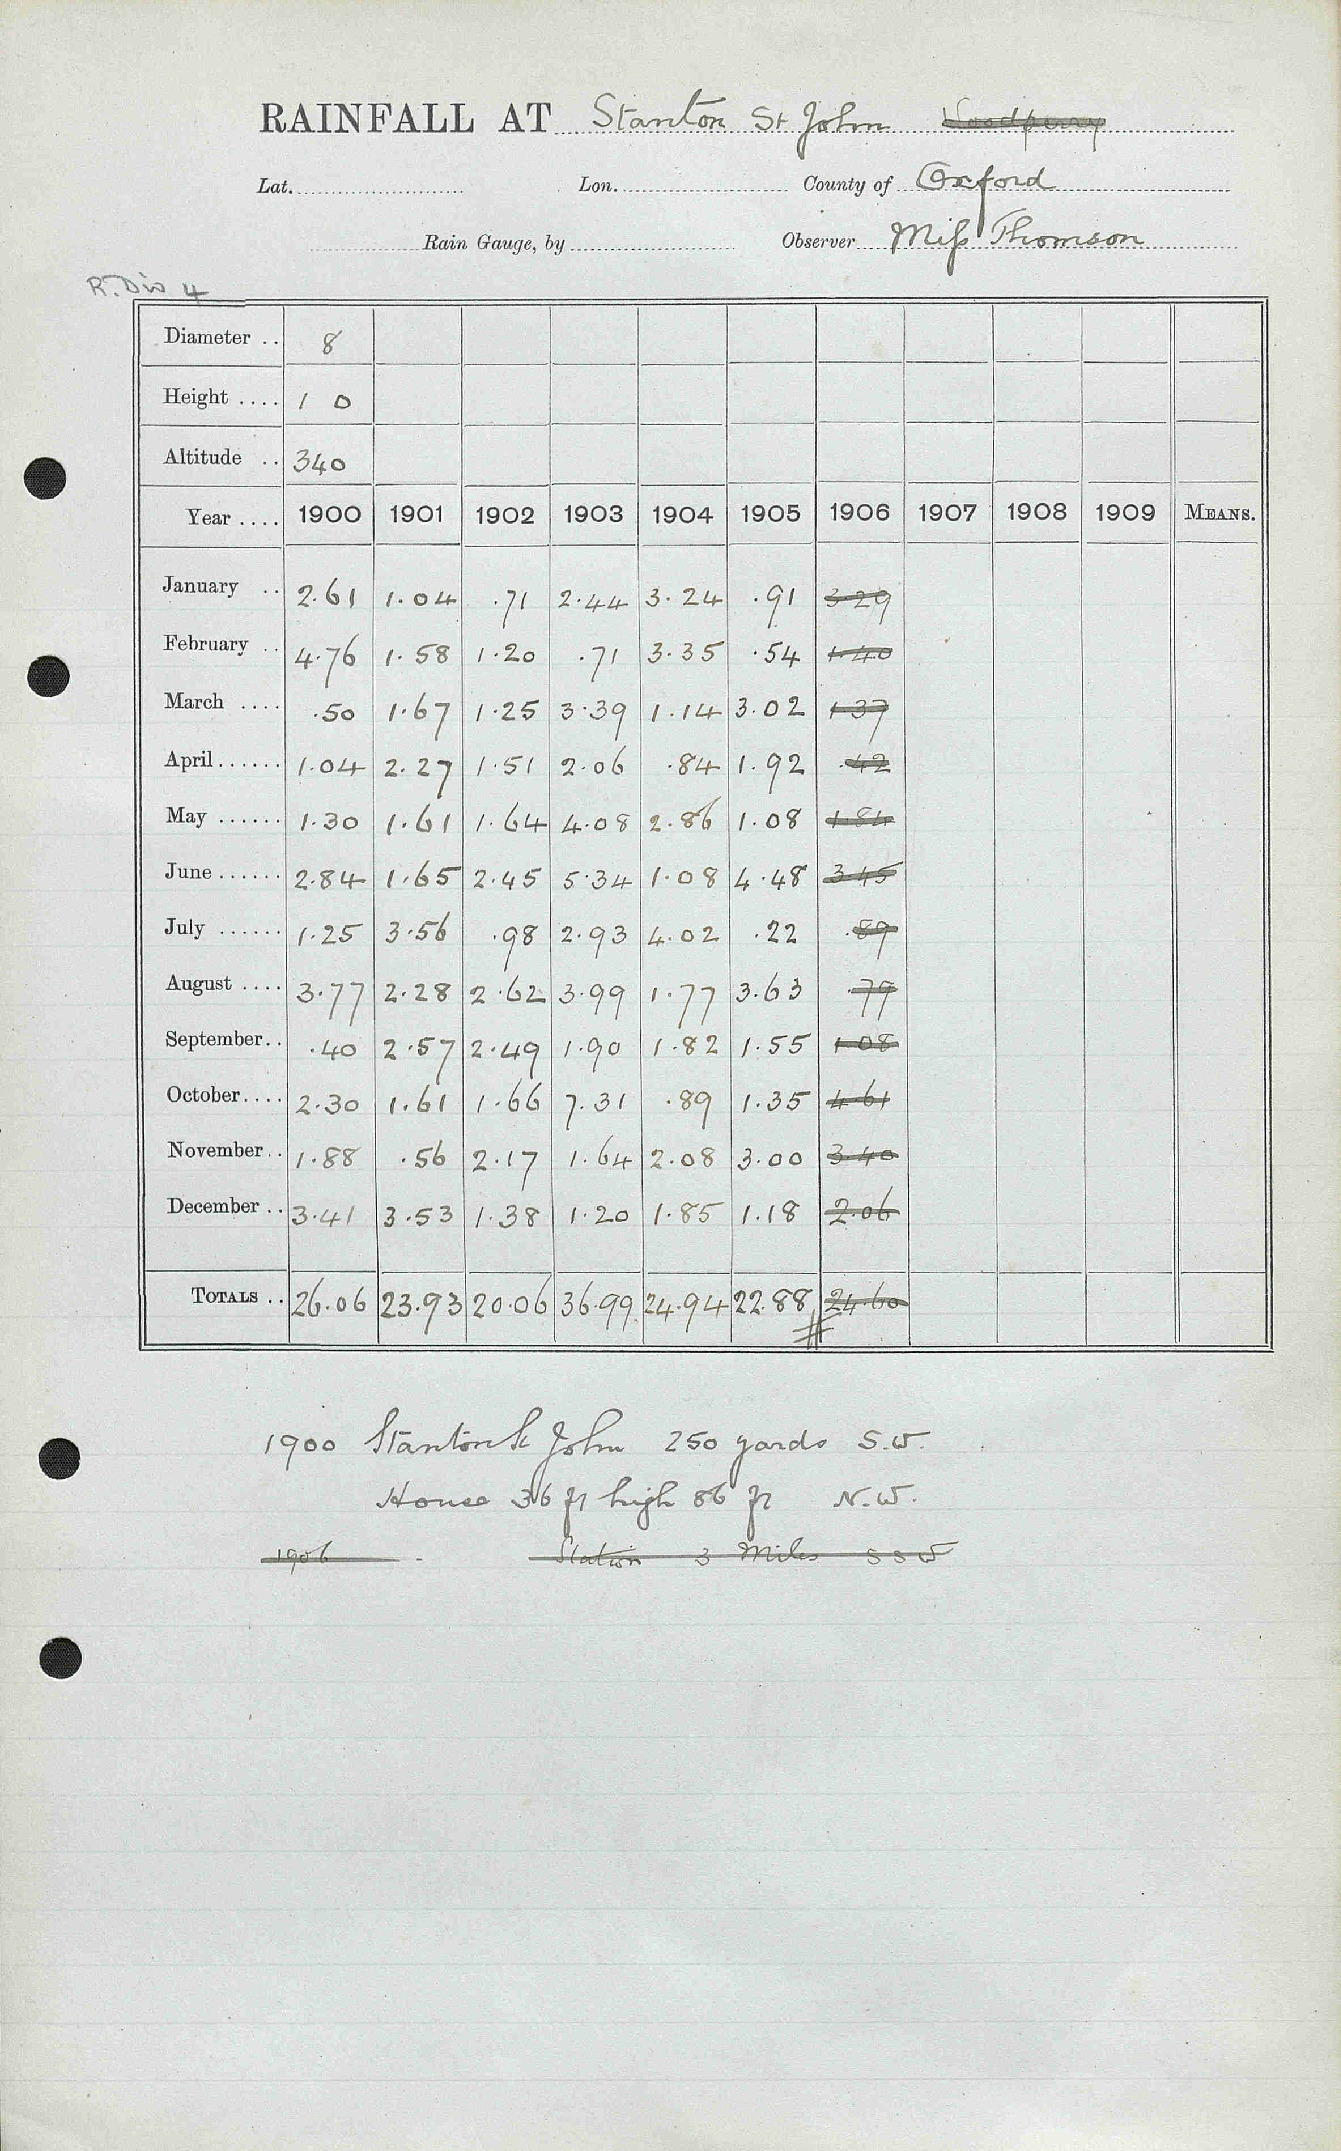 RAINFALL AT Stanton St John Woodperry
Lat. Lon. County of Oxford
Rain Gauge, by Observer Miss Thomson
R. Div 4
Diameter .. 8
Height .... 1 0
Altitude .. 340
Year .... 1900 1901 1902 1903 1904 1905 1906 1907 1908 1909 MEANS.
January .. 2.61 1.04 .71 2.44 3.24 .91 3.29
February .. 4.76 1.58 1.20 .71 3.35 .54 1.40
March .... .50 1.67 1.25 3.39 1.14 3.02 1.37
April...... 1.04 2.27 1.51 2.06 .84 1.92 .42
May ...... 1.30 1.61 1.64 4.08 2.86 1.08 1.84
June ...... 2.84 1.65 2.45 5.34 1.08 4.48 3.45
July ...... 1.25 3.56 .98 2.93 4.02 .22 .89
August .... 3.77 2.28 2.62 3.99 1.77 3.63 .79
September.. .40 2.57 2.49 1.90 1.82 1.55 1.08
October.... 2.30 1.61 1.66 7.31 .89 1.35 4.61
November.. 1.88 .56 2.17 1.64 2.08 3.00 3.40
December .. 3.41 3.53 1.38 1.20 1.85 1.18 2.06
TOTALS .. 26.06 23.93 20.06 36.99 24.94 22.88 24.60
1900 Stanton St John 250 yards S.W.
House 36 ft high 86 ft N.W.
1906 Station 3 Miles S S W